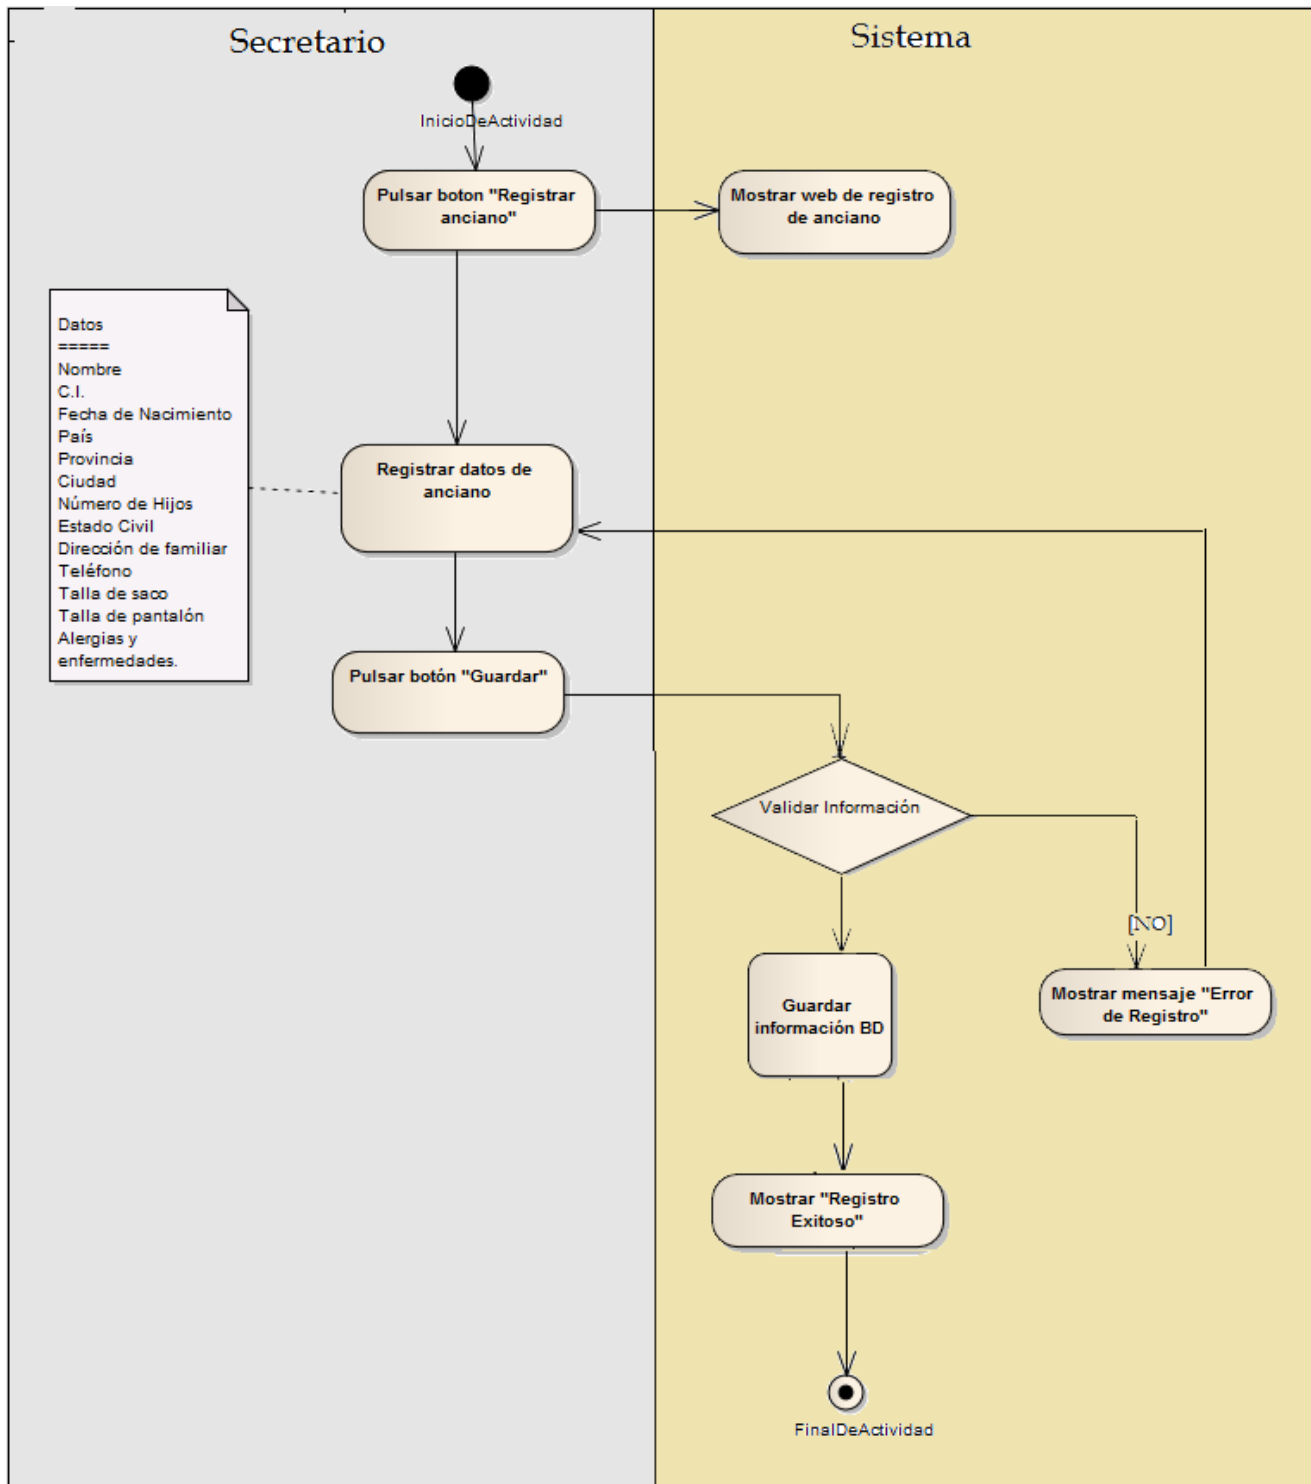 Secretario
Sistema
InicioDeActividad
Pulsar boton "Registrar
anciano"
Mostrar web de registro
de anciano
Datos
=====
Nombre
C.I.
Fecha de Nacimiento
País
Provincia
Ciudad
Número de Hijos
Estado Civil
Dirección de familiar
Teléfono
Talla de saco
Talla de pantalón
Alergias y
enfermedades.
Registrar datos de
anciano
Pulsar botón "Guardar"
Validar Información
[NO]
Guardar
información BD
Mostrar mensaje "Error
de Registro"
Mostrar "Registro
Exitoso"
FinalDeActividad